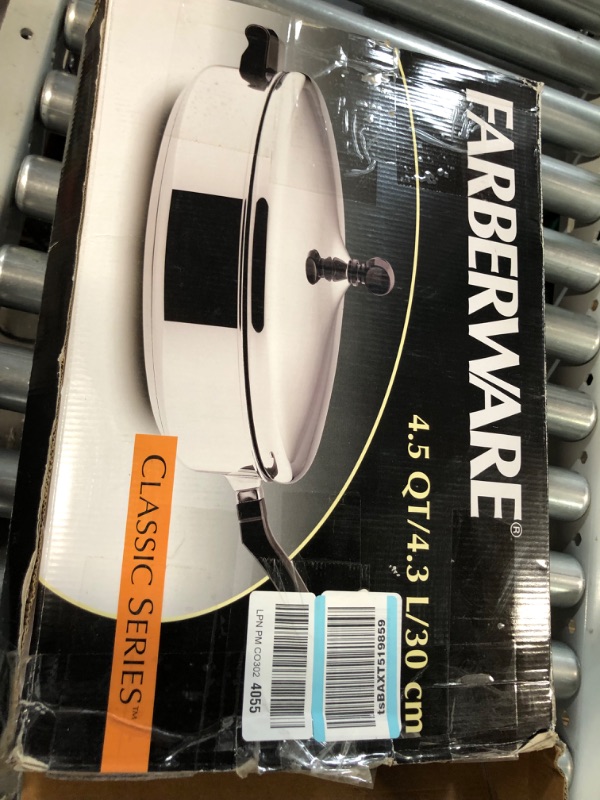 FARBERWARE®
4.5 QT/4.3 L/30 cm
CLASSIC SERIES™
LPN PM CO302 4055
tsBAXT519859